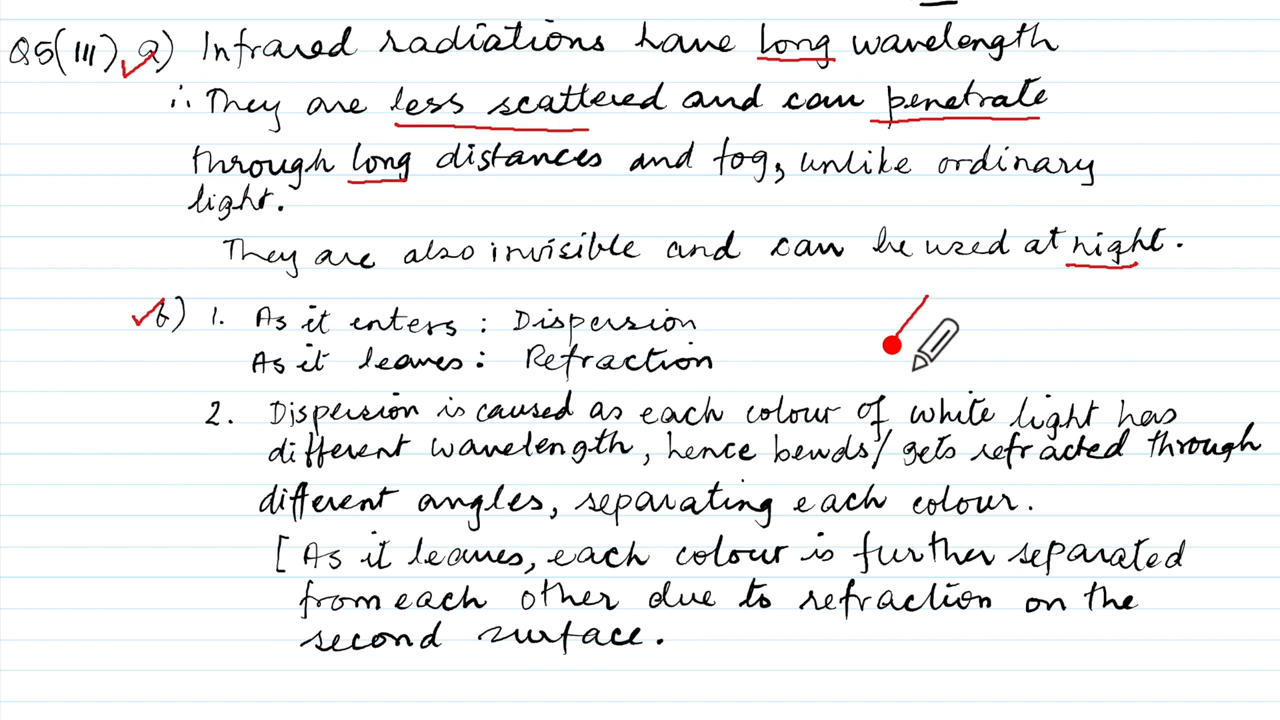 Q5(III) a) Infrared radiations have long wavelength
∴ They are less scattered and can penetrate
through long distances and fog, unlike ordinary
light.
They are also invisible and can be used at night.
b) 1. As it enters : Dispersion
As it leaves : Refraction
2. Dispersion is caused as each colour of white light has
different wavelength, hence bends/ gets refracted through
different angles, separating each colour.
[ As it leaves, each colour is further separated
from each other due to refraction on the
second surface.